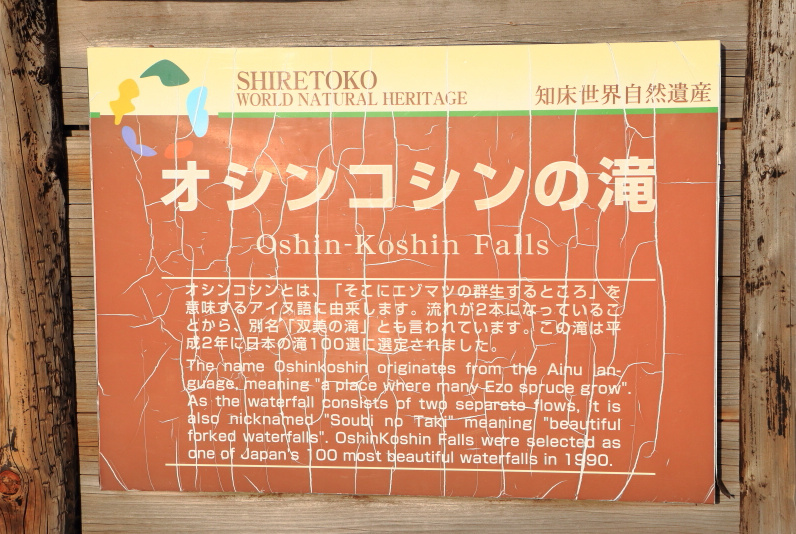 SHIRETOKO
WORLD NATURAL HERITAGE
知床世界自然遺産
オシンコシンの滝
Oshin-Koshin Falls
オシンコシンとは、「そこにエゾマツの群生するところ」を
意味するアイヌ語に由来します。流れが2本になっているこ
とから、別名「双美の滝」とも言われています。この滝は平
成2年に日本の滝100選に選定されました。
The name Oshinkoshin originates from the Ainu lan-
guage, meaning "a place where many Ezo spruce grow".
As the waterfall consists of two separate flows, it is
also nicknamed "Soubi no Taki" meaning "beautiful
forked waterfalls". OshinKoshin Falls were selected as
one of Japan's 100 most beautiful waterfalls in 1990.